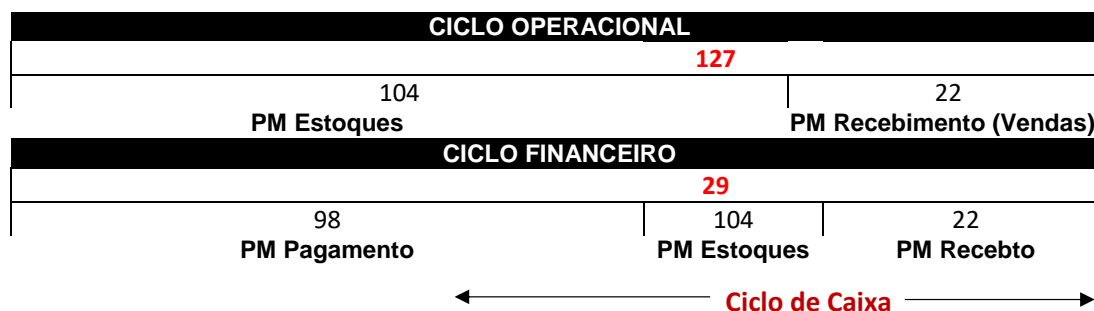 CICLO OPERACIONAL
127
104 22
PM Estoques PM Recebimento (Vendas)
CICLO FINANCEIRO
29
98 104 22
PM Pagamento PM Estoques PM Recebto
Ciclo de Caixa